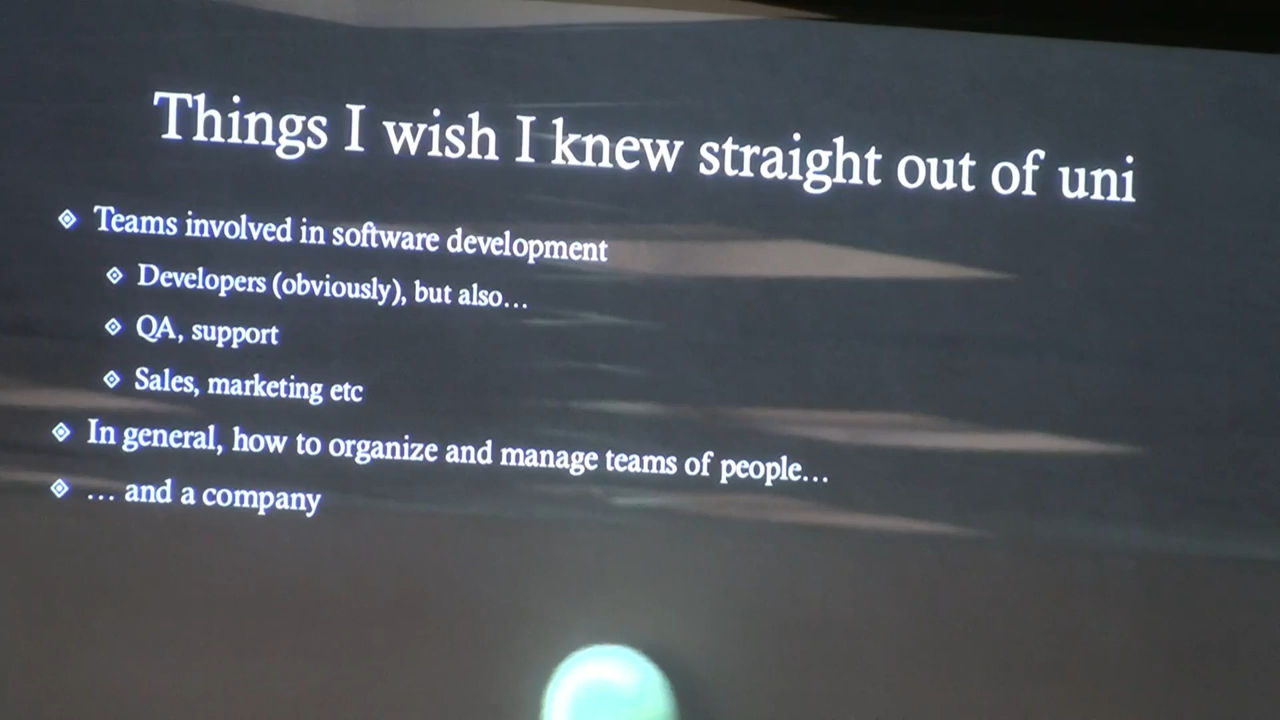 Things I wish I knew straight out of uni
Teams involved in software development
Developers (obviously), but also…
QA, support
Sales, marketing etc
In general, how to organize and manage teams of people…
… and a company